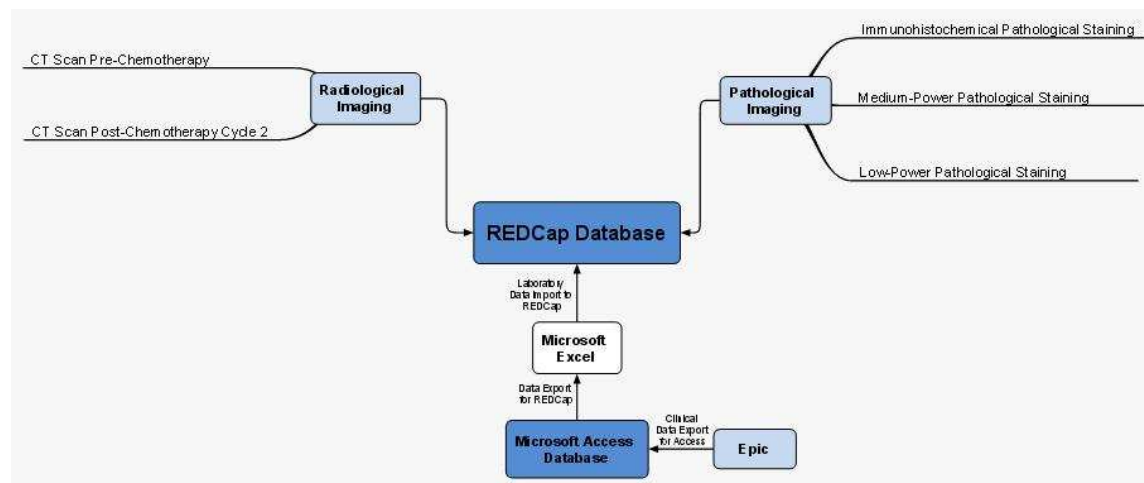 Immunohistochemical Pathological Staining
CT Scan Pre-Chemotherapy
Radiological
Imaging
Pathological
Imaging
Medium-Power Pathological Staining
CT Scan Post-Chemotherapy Cycle 2
Low-Power Pathological Staining
REDCap Database
Laboratory
Data Import to
REDCap
Microsoft
Excel
Data Export
for REDCap
Clinical
Data Export
for Access
Microsoft Access
Database
Epic